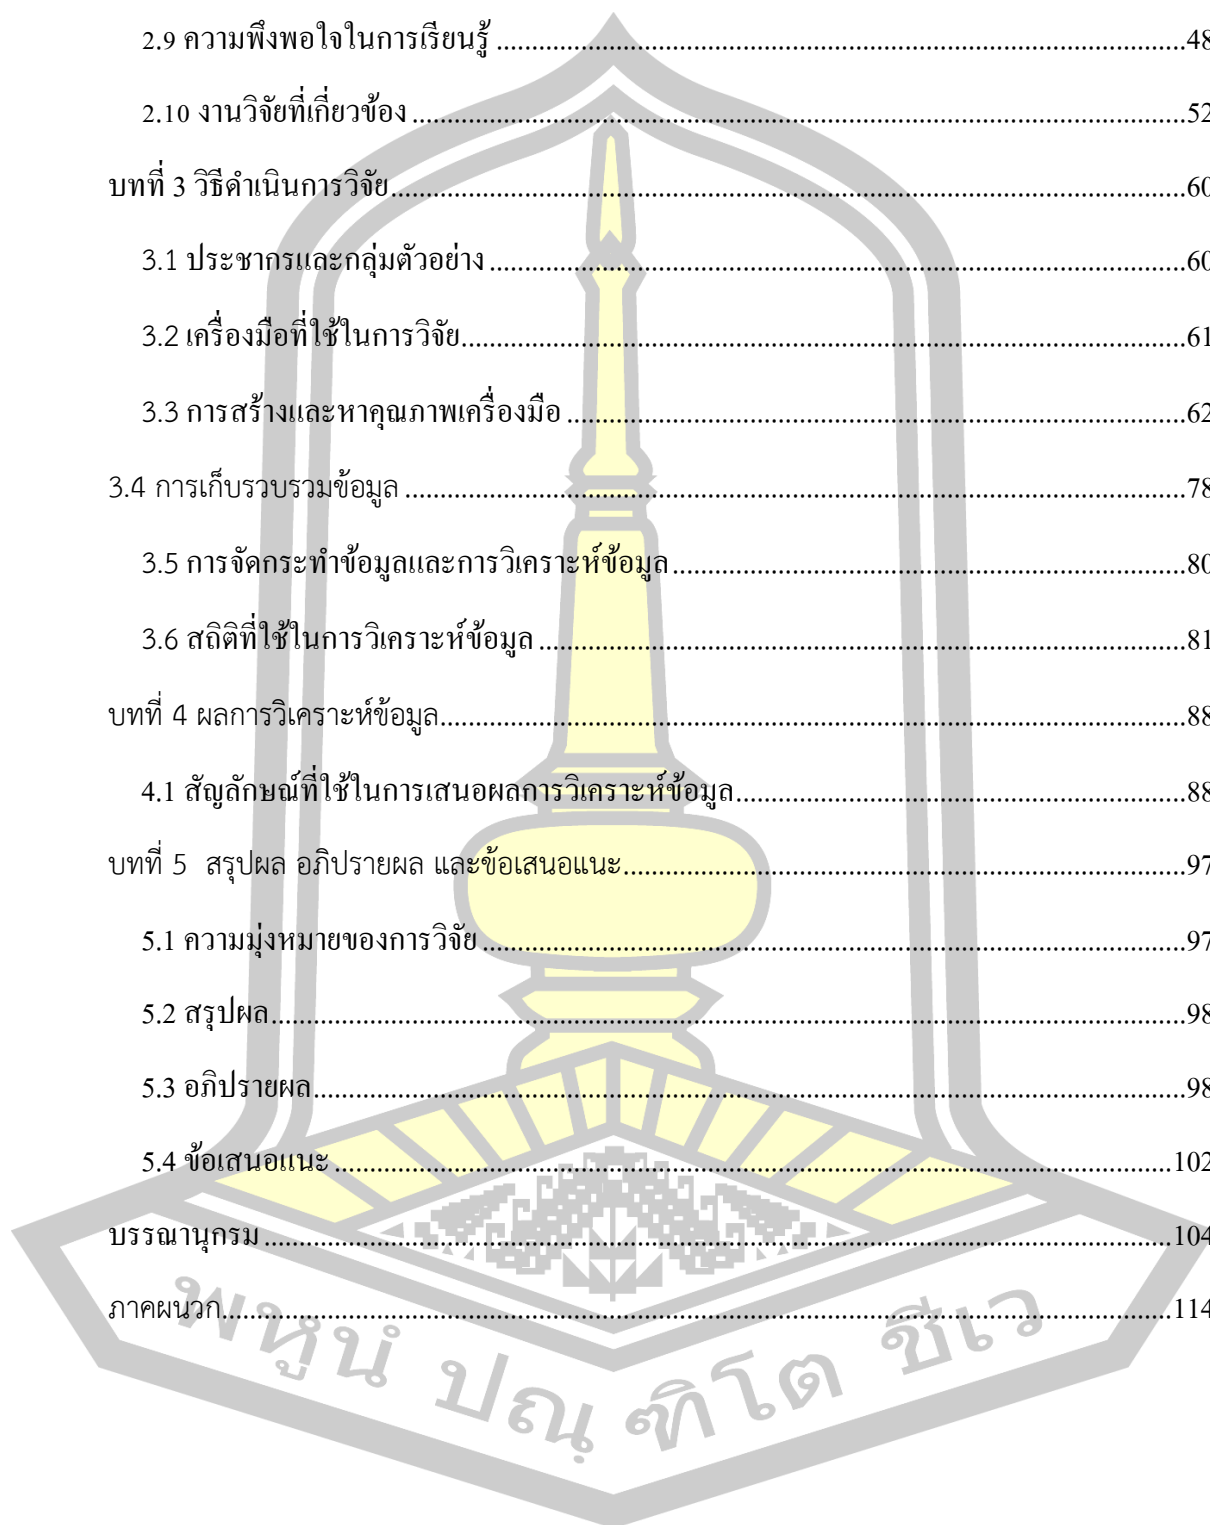 2.9 ความพึงพอใจในการเรียนรู้ ........................................................................................48
2.10 งานวิจัยที่เกี่ยวข้อง ........................................................................................52
บทที่ 3 วิธีดำเนินการวิจัย........................................................................................60
3.1 ประชากรและกลุ่มตัวอย่าง ........................................................................................60
3.2 เครื่องมือที่ใช้ในการวิจัย........................................................................................61
3.3 การสร้างและหาคุณภาพเครื่องมือ ........................................................................................62
3.4 การเก็บรวบรวมข้อมูล ........................................................................................78
3.5 การจัดกระทำข้อมูลและการวิเคราะห์ข้อมูล ........................................................................................80
3.6 สถิติที่ใช้ในการวิเคราะห์ข้อมูล ........................................................................................81
บทที่ 4 ผลการวิเคราะห์ข้อมูล........................................................................................88
4.1 สัญลักษณ์ที่ใช้ในการเสนอผลการวิเคราะห์ข้อมูล........................................................................................88
บทที่ 5 สรุปผล อภิปรายผล และข้อเสนอแนะ........................................................................................97
5.1 ความมุ่งหมายของการวิจัย ........................................................................................97
5.2 สรุปผล........................................................................................98
5.3 อภิปรายผล........................................................................................98
5.4 ข้อเสนอแนะ ........................................................................................102
บรรณานุกรม ........................................................................................104
ภาคผนวก........................................................................................114
พหูนํ ปณฺฑิโต ชีเว